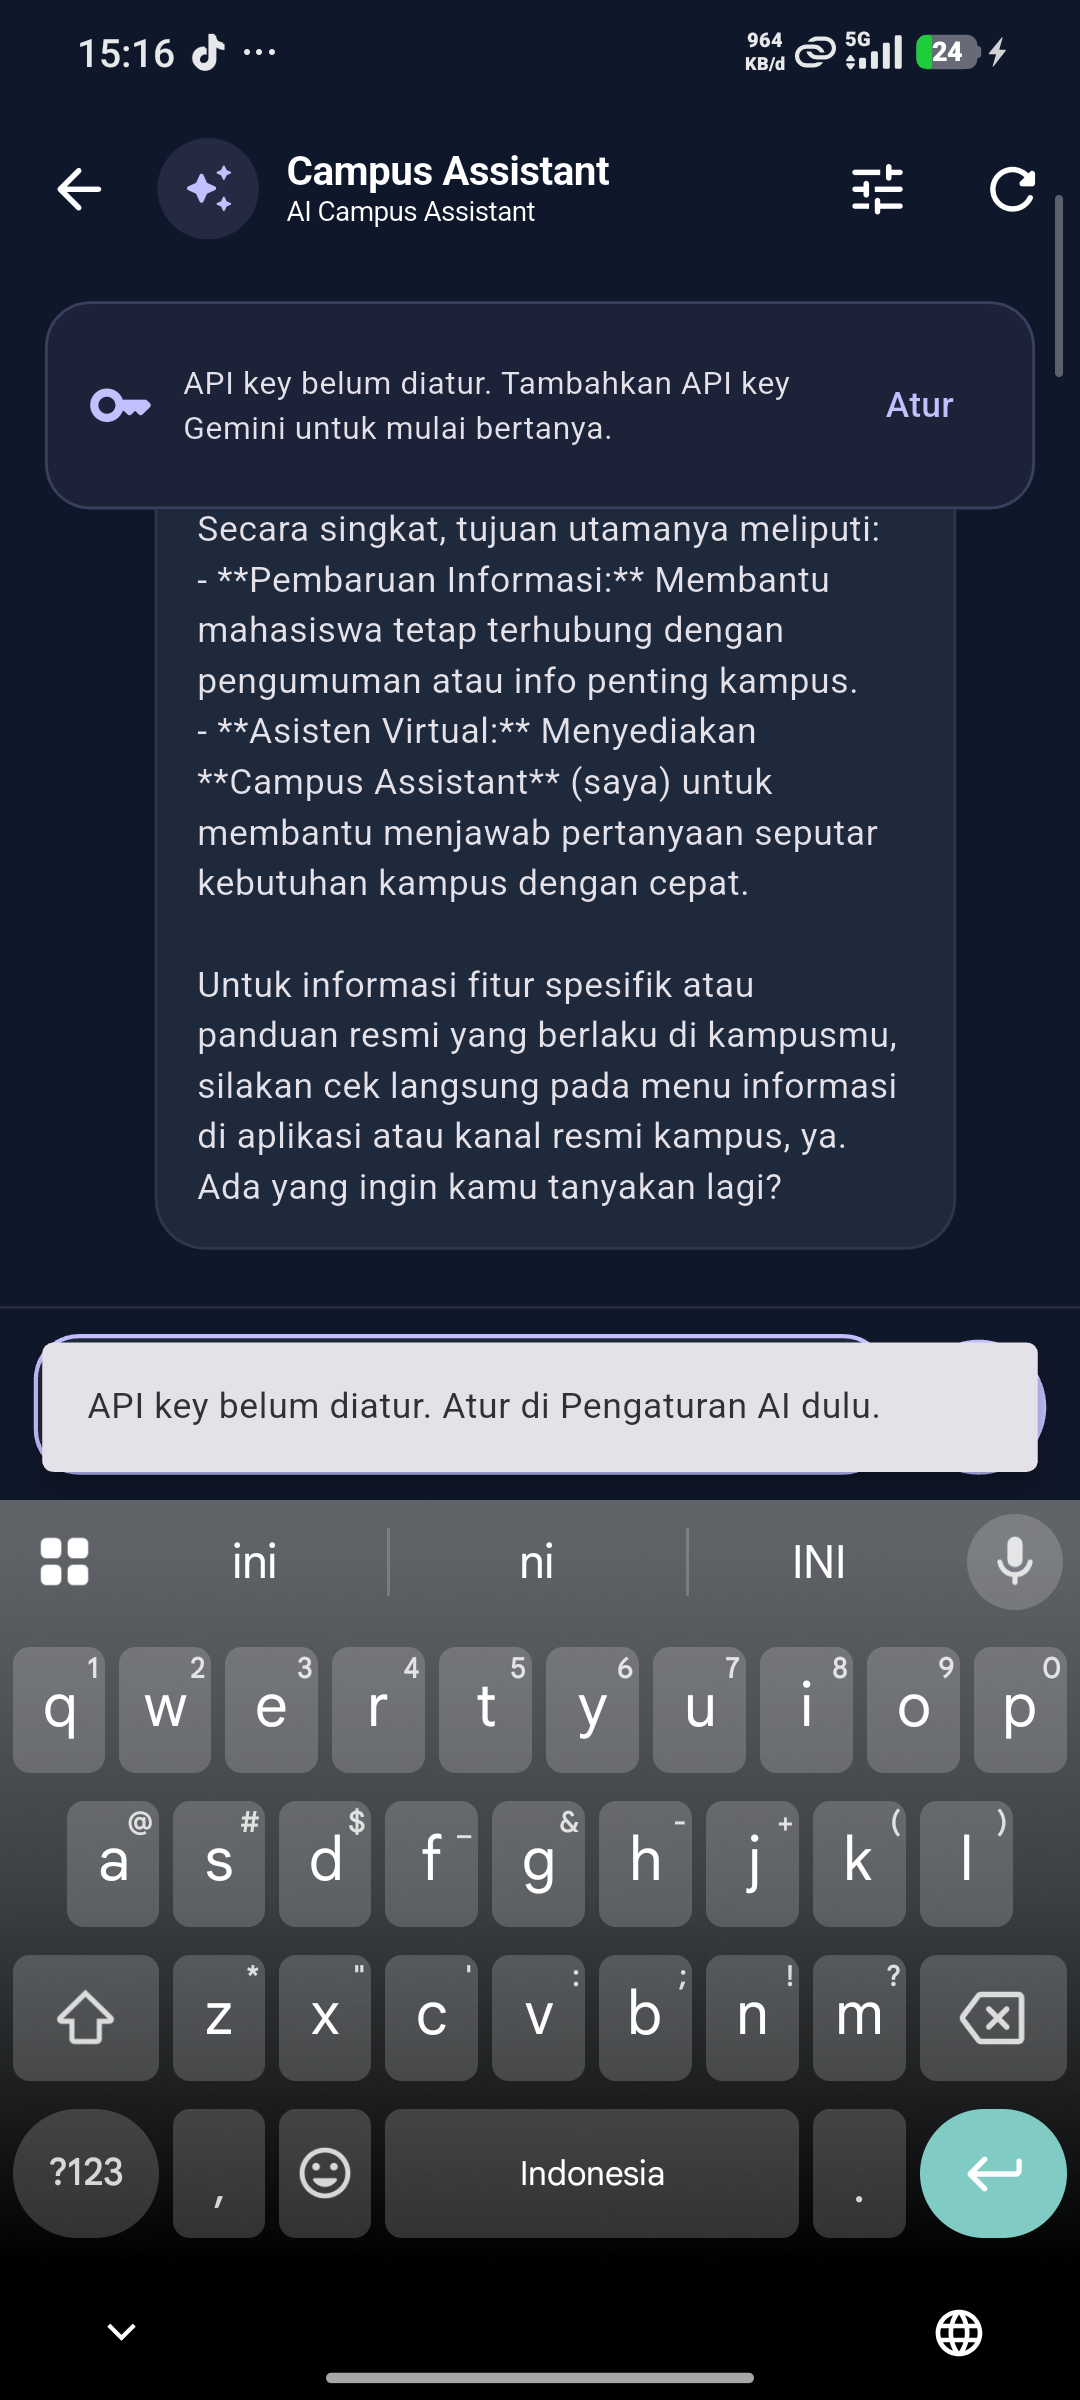 15:16
964
KB/d
5G
24
Campus Assistant
AI Campus Assistant
API key belum diatur. Tambahkan API key
Gemini untuk mulai bertanya.
Atur
Secara singkat, tujuan utamanya meliputi:
- **Pembaruan Informasi:** Membantu
mahasiswa tetap terhubung dengan
pengumuman atau info penting kampus.
- **Asisten Virtual:** Menyediakan
**Campus Assistant** (saya) untuk
membantu menjawab pertanyaan seputar
kebutuhan kampus dengan cepat.
Untuk informasi fitur spesifik atau
panduan resmi yang berlaku di kampusmu,
silakan cek langsung pada menu informasi
di aplikasi atau kanal resmi kampus, ya.
Ada yang ingin kamu tanyakan lagi?
API key belum diatur. Atur di Pengaturan AI dulu.
ini ni INI
1 2 3 4 5 6 7 8 9 0
q w e r t y u i o p
@ # $ _ & - + ( )
a s d f g h j k l
* " ' : ; ! ?
z x c v b n m
?123 , Indonesia .